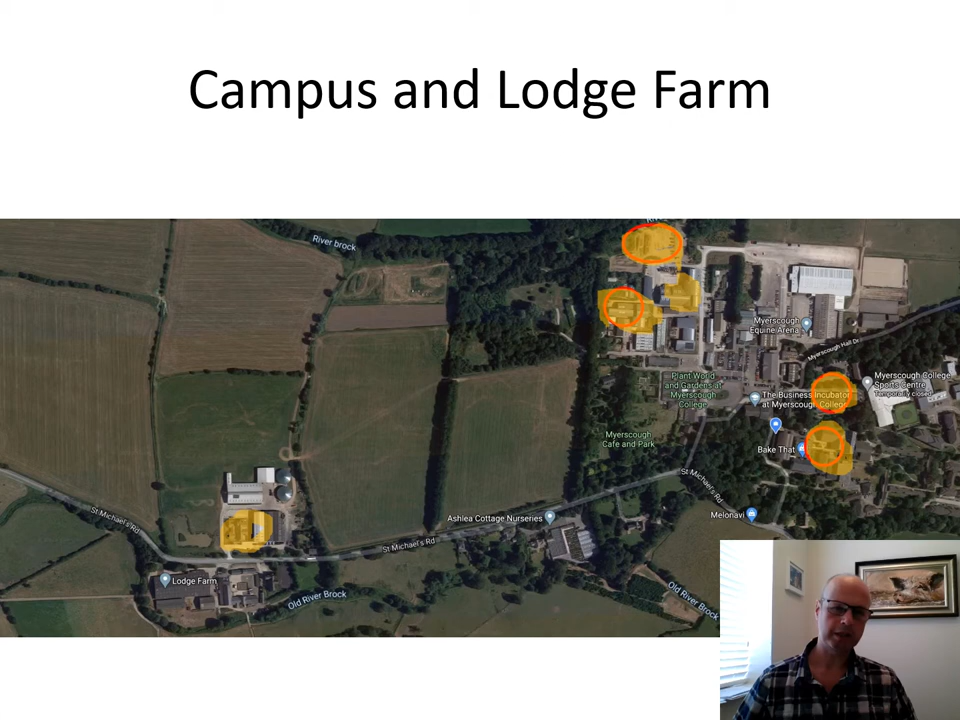 Campus and Lodge Farm
River brock
Myerscough
Equine Arena
Myerscough Hall Dr
Plant World
and Gardens at
Myerscough
College
The Business Incubator
at Myerscough College
Myerscough College
Sports Centre
Temporarily closed
Myerscough
Cafe and Park
Bake That
St Michael's Rd
Melonavi
Ashlea Cottage Nurseries
St Michael's Rd
St Michael's Rd
Lodge Farm
Old River Brock
Old River Brock